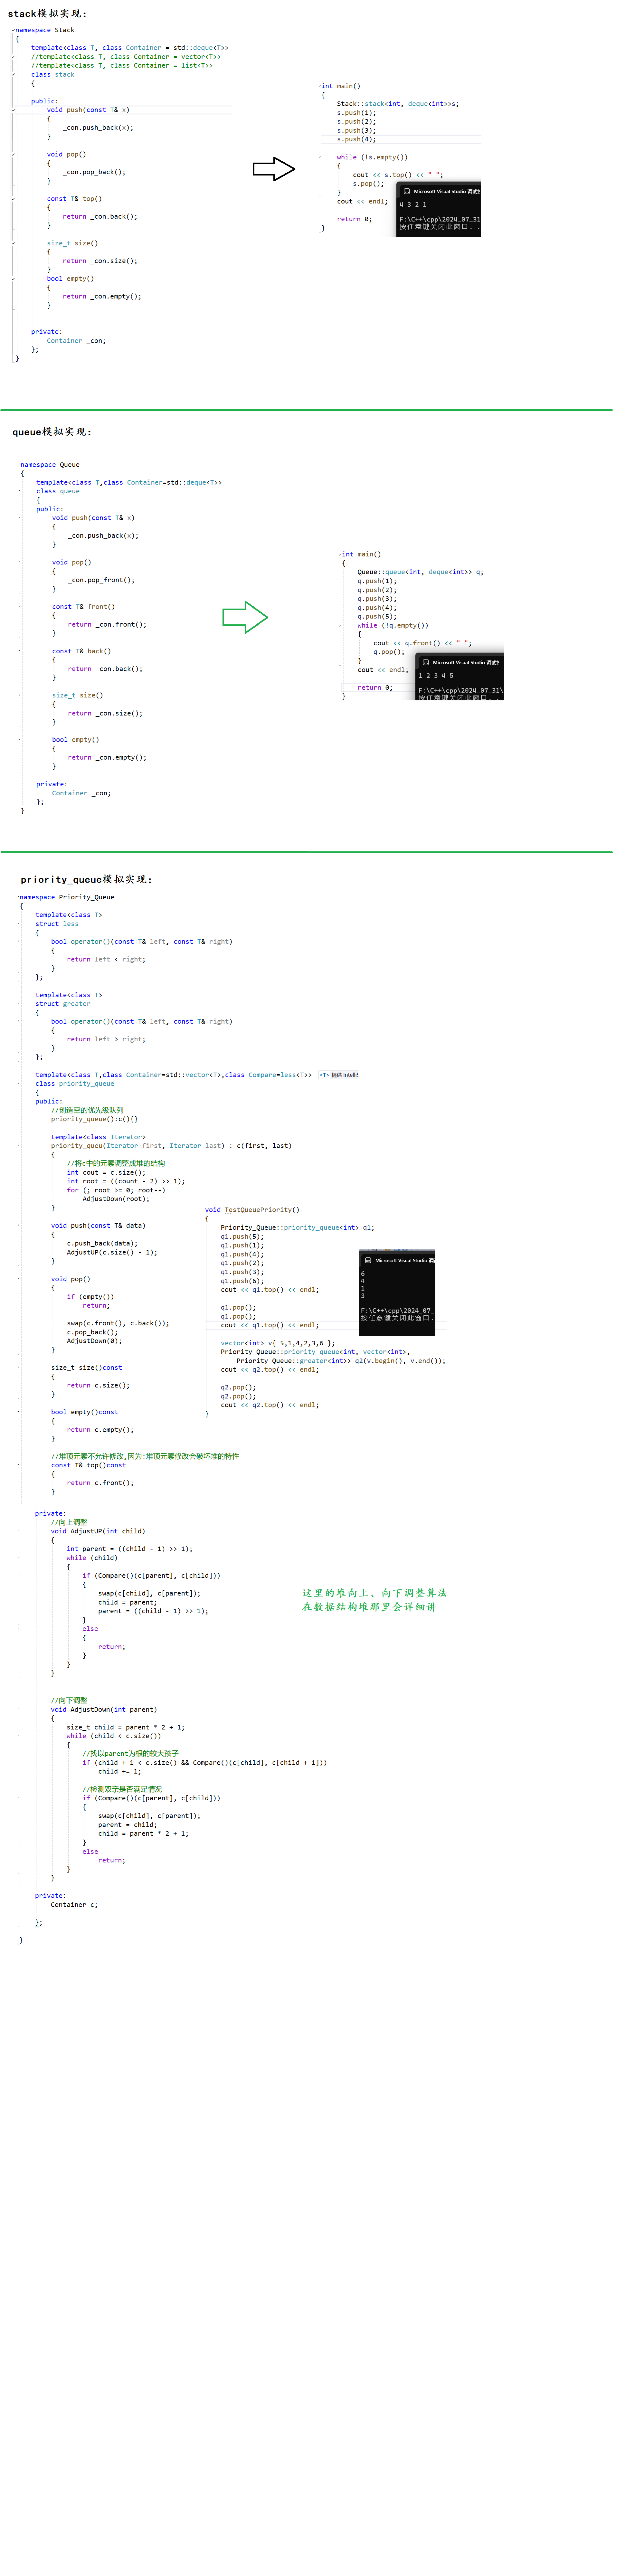 stack模拟实现：
namespace Stack
{
template<class T, class Container = std::deque<T>>
//template<class T, class Container = vector<T>>
//template<class T, class Container = list<T>>
class stack
{
public:
void push(const T& x)
{
_con.push_back(x);
}
void pop()
{
_con.pop_back();
}
const T& top()
{
return _con.back();
}
size_t size()
{
return _con.size();
}
bool empty()
{
return _con.empty();
}
private:
Container _con;
};
}
int main()
{
Stack::stack<int, deque<int>>s;
s.push(1);
s.push(2);
s.push(3);
s.push(4);
while (!s.empty())
{
cout << s.top() << " ";
s.pop();
}
cout << endl;
return 0;
}
Microsoft Visual Studio 调试
4 3 2 1
F:\C++\cpp\2024_07_31
按任意键关闭此窗口. .
queue模拟实现：
namespace Queue
{
template<class T,class Container=std::deque<T>>
class queue
{
public:
void push(const T& x)
{
_con.push_back(x);
}
void pop()
{
_con.pop_front();
}
const T& front()
{
return _con.front();
}
const T& back()
{
return _con.back();
}
size_t size()
{
return _con.size();
}
bool empty()
{
return _con.empty();
}
private:
Container _con;
};
}
int main()
{
Queue::queue<int, deque<int>> q;
q.push(1);
q.push(2);
q.push(3);
q.push(4);
q.push(5);
while (!q.empty())
{
cout << q.front() << " ";
q.pop();
}
cout << endl;
return 0;
}
Microsoft Visual Studio 调试
1 2 3 4 5
F:\C++\cpp\2024_07_31\
按任意键关闭此窗口. .
priority_queue模拟实现：
namespace Priority_Queue
{
template<class T>
struct less
{
bool operator()(const T& left, const T& right)
{
return left < right;
}
};
template<class T>
struct greater
{
bool operator()(const T& left, const T& right)
{
return left > right;
}
};
template<class T,class Container=std::vector<T>,class Compare=less<T>> <T> 提供 Intelli
class priority_queue
{
public:
//创造空的优先级队列
priority_queue():c(){}
template<class Iterator>
priority_queu(Iterator first, Iterator last) : c(first, last)
{
//将c中的元素调整成堆的结构
int cout = c.size();
int root = ((count - 2) >> 1);
for (; root >= 0; root--)
AdjustDown(root);
}
void push(const T& data)
{
c.push_back(data);
AdjustUP(c.size() - 1);
}
void pop()
{
if (empty())
return;
swap(c.front(), c.back());
c.pop_back();
AdjustDown(0);
}
size_t size()const
{
return c.size();
}
bool empty()const
{
return c.empty();
}
//堆顶元素不允许修改,因为:堆顶元素修改会破坏堆的特性
const T& top()const
{
return c.front();
}
void TestQueuePriority()
{
Priority_Queue::priority_queue<int> q1;
q1.push(5);
q1.push(1);
q1.push(4);
q1.push(2);
q1.push(3);
q1.push(6);
cout << q1.top() << endl;
q1.pop();
q1.pop();
cout << q1.top() << endl;
vector<int> v{ 5,1,4,2,3,6 };
Priority_Queue::priority_queue<int, vector<int>,
Priority_Queue::greater<int>> q2(v.begin(), v.end());
cout << q2.top() << endl;
q2.pop();
q2.pop();
cout << q2.top() << endl;
}
Microsoft Visual Studio 调
6
4
1
3
F:\C++\cpp\2024_07_
按任意键关闭此窗口.
private:
//向上调整
void AdjustUP(int child)
{
int parent = ((child - 1) >> 1);
while (child)
{
if (Compare()(c[parent], c[child]))
{
swap(c[child], c[parent]);
child = parent;
parent = ((child - 1) >> 1);
}
else
{
return;
}
}
}
这里的堆向上、向下调整算法
在数据结构堆那里会详细讲
//向下调整
void AdjustDown(int parent)
{
size_t child = parent * 2 + 1;
while (child < c.size())
{
//找以parent为根的较大孩子
if (child + 1 < c.size() && Compare()(c[child], c[child + 1]))
child += 1;
//检测双亲是否满足情况
if (Compare()(c[parent], c[child]))
{
swap(c[child], c[parent]);
parent = child;
child = parent * 2 + 1;
}
else
return;
}
}
private:
Container c;
};
}